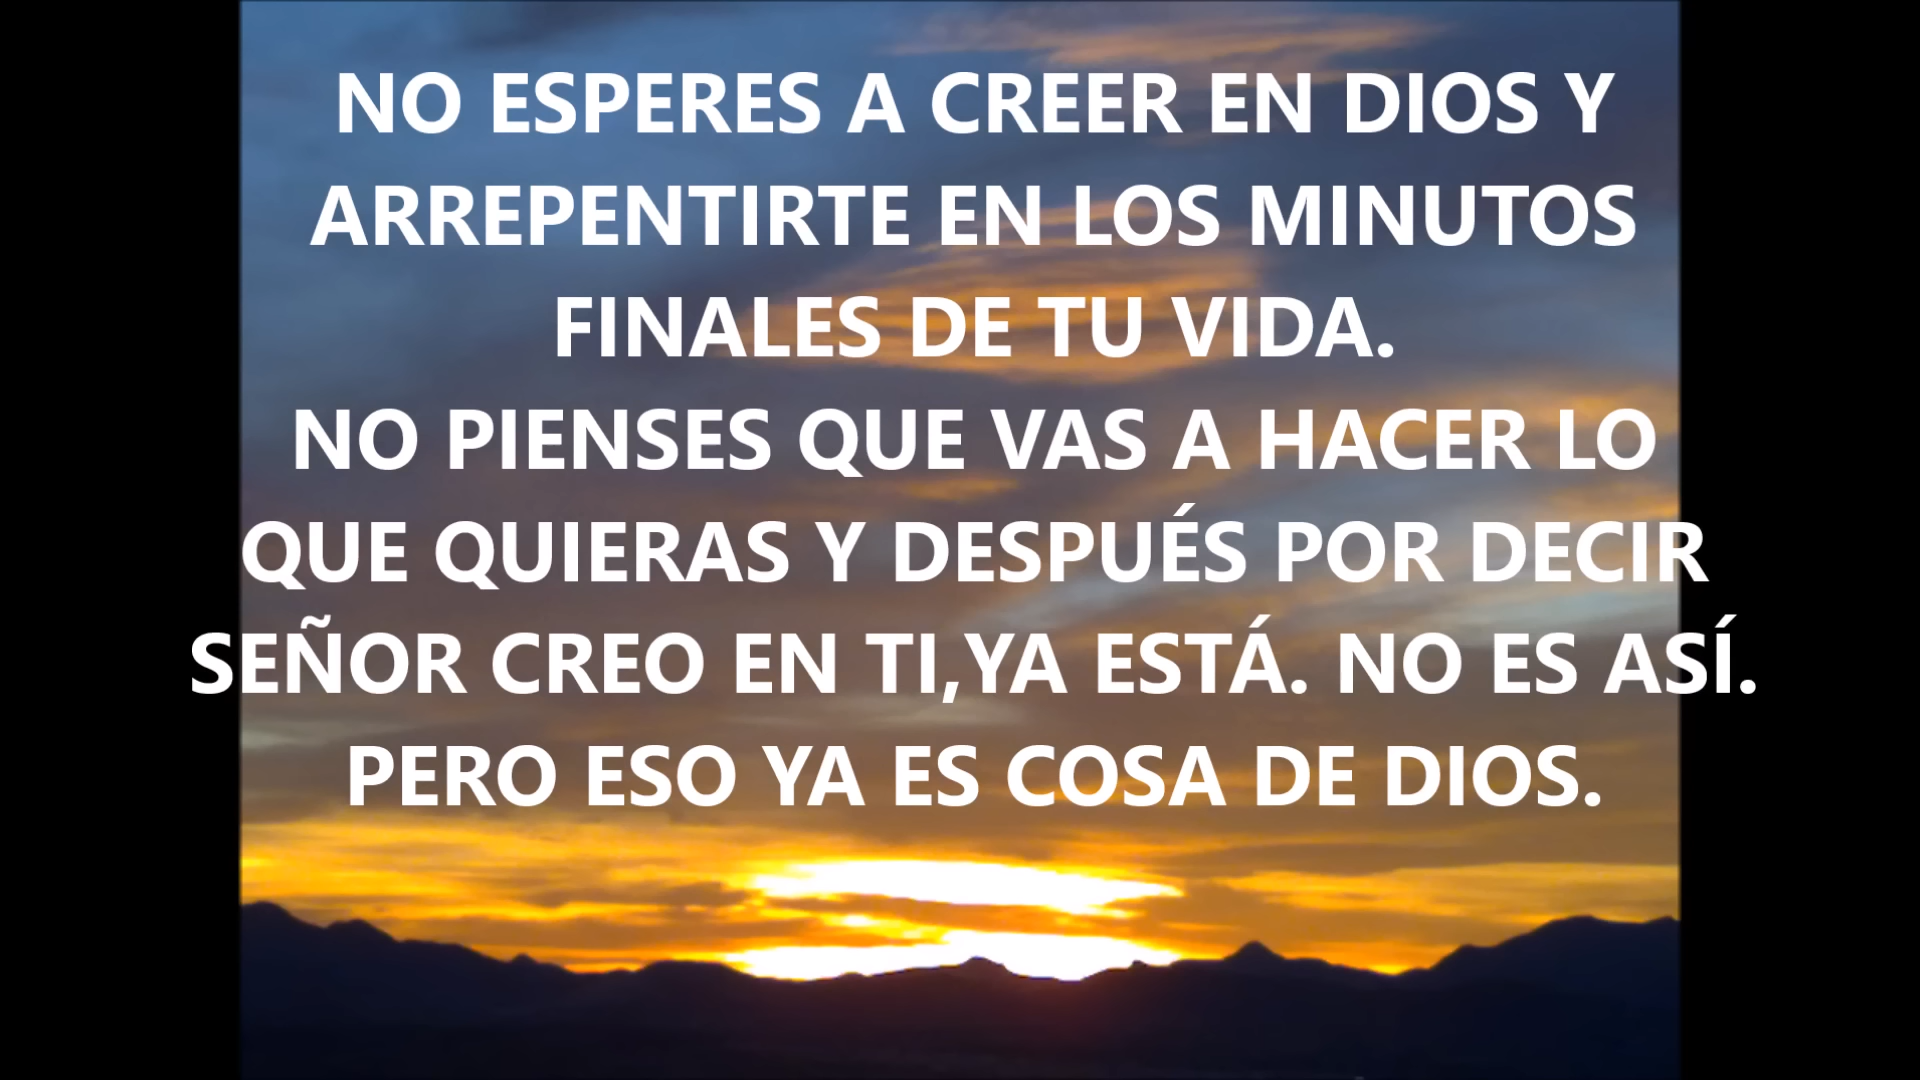 NO ESPERES A CREER EN DIOS Y
ARREPENTIRTE EN LOS MINUTOS
FINALES DE TU VIDA.
NO PIENSES QUE VAS A HACER LO
QUE QUIERAS Y DESPUÉS POR DECIR
SEÑOR CREO EN TI,YA ESTÁ. NO ES ASÍ.
PERO ESO YA ES COSA DE DIOS.